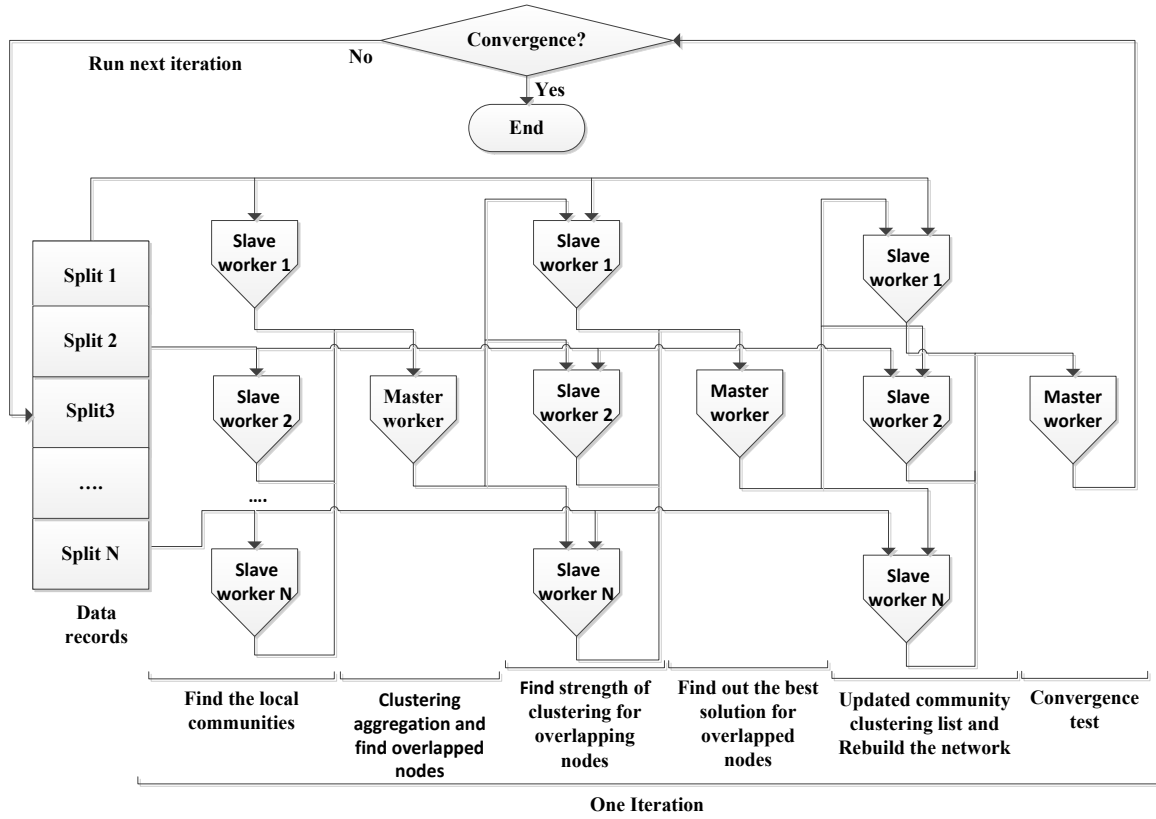 Convergence?
No
Run next iteration
Yes
End
Split 1
Split 2
Split3
....
Split N
Data
records
Slave
worker 1
Slave
worker 2
....
Slave
worker N
Master
worker
Slave
worker 1
Slave
worker 2
Slave
worker N
Master
worker
Slave
worker 1
Slave
worker 2
Slave
worker N
Master
worker
Find the local
communities
Clustering
aggregation and
find overlapped
nodes
Find strength of
clustering for
overlapping
nodes
Find out the best
solution for
overlapped
nodes
Updated community
clustering list and
Rebuild the network
Convergence
test
One Iteration